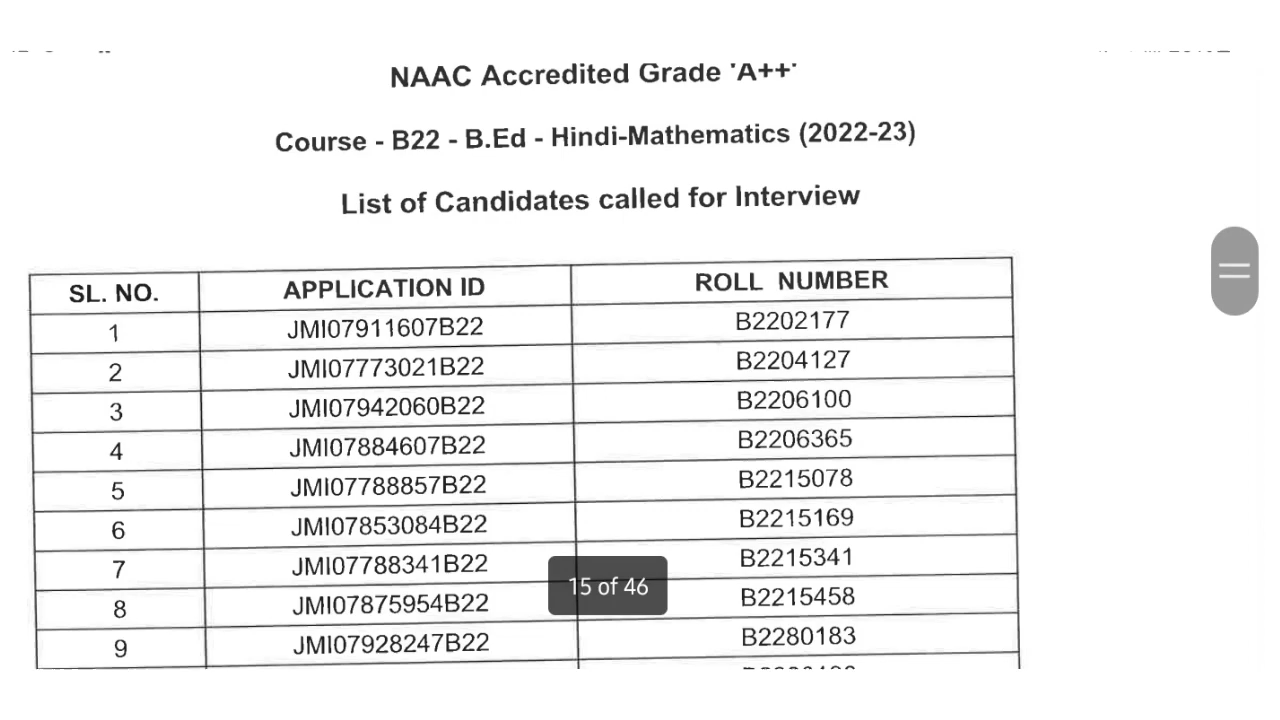 NAAC Accredited Grade 'A++'
Course - B22 - B.Ed - Hindi-Mathematics (2022-23)
List of Candidates called for Interview
SL. NO. APPLICATION ID ROLL NUMBER
1 JMI07911607B22 B2202177
2 JMI07773021B22 B2204127
3 JMI07942060B22 B2206100
4 JMI07884607B22 B2206365
5 JMI07788857B22 B2215078
6 JMI07853084B22 B2215169
7 JMI07788341B22 B2215341
15 of 46
8 JMI07875954B22 B2215458
9 JMI07928247B22 B2280183